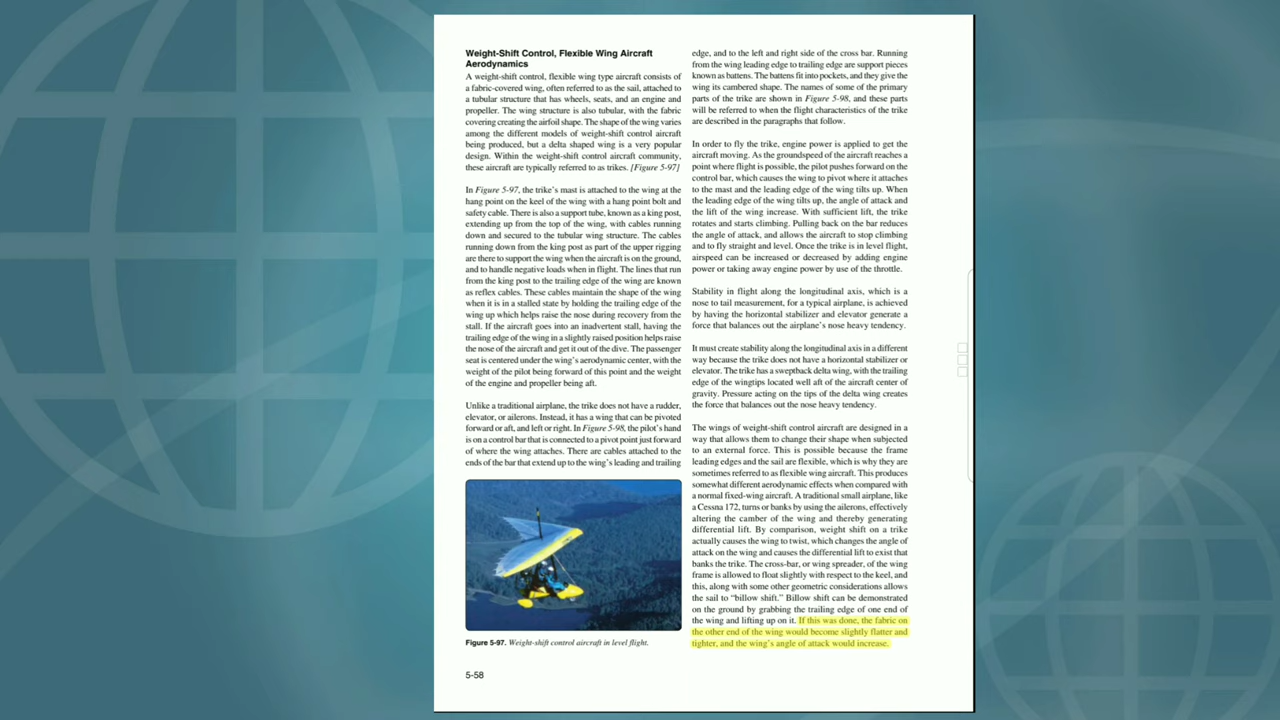 Weight-Shift Control, Flexible Wing Aircraft
Aerodynamics
A weight-shift control, flexible wing type aircraft consists of
a fabric-covered wing, often referred to as the sail, attached to
a tubular structure that has wheels, seats, and an engine and
propeller. The wing structure is also tubular, with the fabric
covering creating the airfoil shape. The shape of the wing varies
among the different models of weight-shift control aircraft
being produced, but a delta shaped wing is a very popular
design. Within the weight-shift control aircraft community,
these aircraft are typically referred to as trikes. [Figure 5-97]
In Figure 5-97, the trike's mast is attached to the wing at the
hang point on the keel of the wing with a hang point bolt and
safety cable. There is also a support tube, known as a king post,
extending up from the top of the wing, with cables running
down and secured to the tubular wing structure. The cables
running down from the king post as part of the upper rigging
are there to support the wing when the aircraft is on the ground,
and to handle negative loads when in flight. The lines that run
from the king post to the trailing edge of the wing are known
as reflex cables. These cables maintain the shape of the wing
when it is in a stalled state by holding the trailing edge of the
wing up which helps raise the nose during recovery from the
stall. If the aircraft goes into an inadvertent stall, having the
trailing edge of the wing in a slightly raised position helps raise
the nose of the aircraft and get it out of the dive. The passenger
seat is centered under the wing's aerodynamic center, with the
weight of the pilot being forward of this point and the weight
of the engine and propeller being aft.
Unlike a traditional airplane, the trike does not have a rudder,
elevator, or ailerons. Instead, it has a wing that can be pivoted
forward or aft, and left or right. In Figure 5-98, the pilot's hand
is on a control bar that is connected to a pivot point just forward
of where the wing attaches. There are cables attached to the
ends of the bar that extend up to the wing's leading and trailing
Figure 5-97. Weight-shift control aircraft in level flight.
5-58
edge, and to the left and right side of the cross bar. Running
from the wing leading edge to trailing edge are support pieces
known as battens. The battens fit into pockets, and they give the
wing its cambered shape. The names of some of the primary
parts of the trike are shown in Figure 5-98, and these parts
will be referred to when the flight characteristics of the trike
are described in the paragraphs that follow.
In order to fly the trike, engine power is applied to get the
aircraft moving. As the groundspeed of the aircraft reaches a
point where flight is possible, the pilot pushes forward on the
control bar, which causes the wing to pivot where it attaches
to the mast and the leading edge of the wing tilts up. When
the leading edge of the wing tilts up, the angle of attack and
the lift of the wing increase. With sufficient lift, the trike
rotates and starts climbing. Pulling back on the bar reduces
the angle of attack, and allows the aircraft to stop climbing
and to fly straight and level. Once the trike is in level flight,
airspeed can be increased or decreased by adding engine
power or taking away engine power by use of the throttle.
Stability in flight along the longitudinal axis, which is a
nose to tail measurement, for a typical airplane, is achieved
by having the horizontal stabilizer and elevator generate a
force that balances out the airplane's nose heavy tendency.
It must create stability along the longitudinal axis in a different
way because the trike does not have a horizontal stabilizer or
elevator. The trike has a sweptback delta wing, with the trailing
edge of the wingtips located well aft of the aircraft center of
gravity. Pressure acting on the tips of the delta wing creates
the force that balances out the nose heavy tendency.
The wings of weight-shift control aircraft are designed in a
way that allows them to change their shape when subjected
to an external force. This is possible because the frame
leading edges and the sail are flexible, which is why they are
sometimes referred to as flexible wing aircraft. This produces
somewhat different aerodynamic effects when compared with
a normal fixed-wing aircraft. A traditional small airplane, like
a Cessna 172, turns or banks by using the ailerons, effectively
altering the camber of the wing and thereby generating
differential lift. By comparison, weight shift on a trike
actually causes the wing to twist, which changes the angle of
attack on the wing and causes the differential lift to exist that
banks the trike. The cross-bar, or wing spreader, of the wing
frame is allowed to float slightly with respect to the keel, and
this, along with some other geometric considerations allows
the sail to "billow shift." Billow shift can be demonstrated
on the ground by grabbing the trailing edge of one end of
the wing and lifting up on it. If this was done, the fabric on
the other end of the wing would become slightly flatter and
tighter, and the wing's angle of attack would increase.